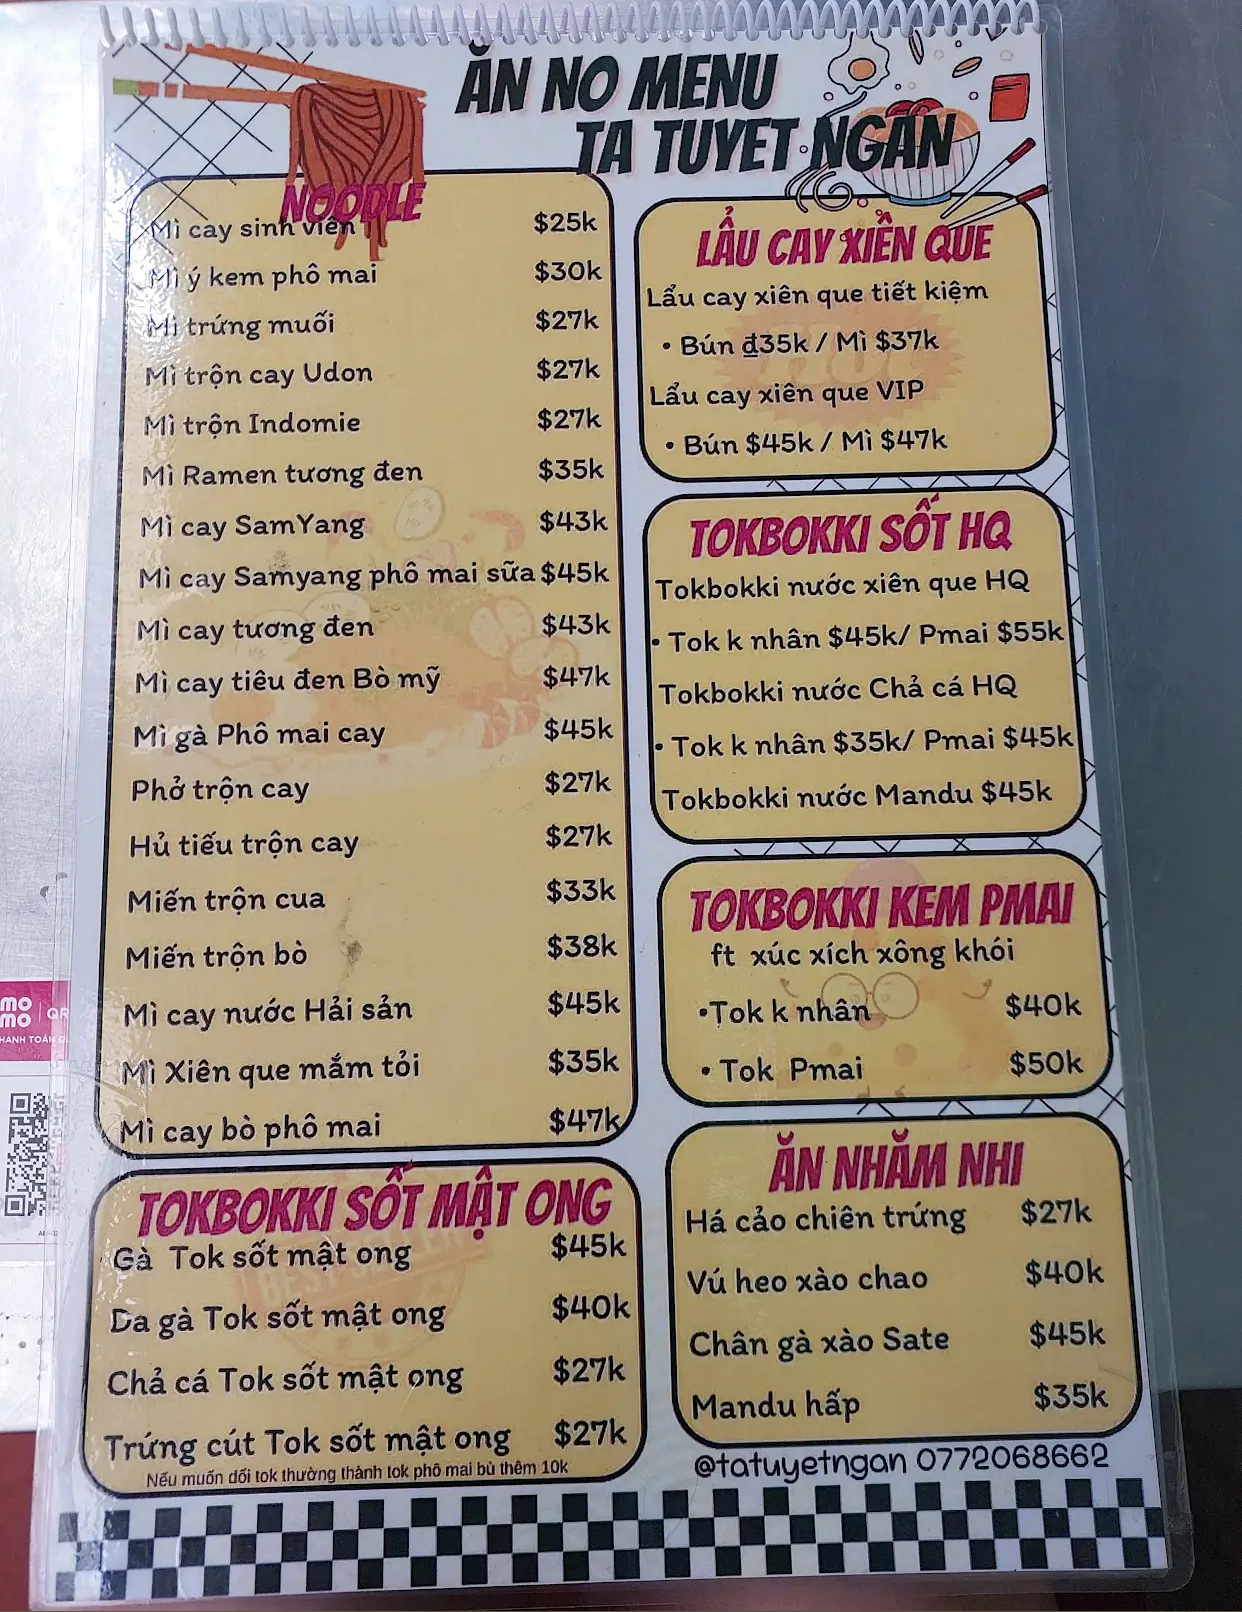 ĂN NO MENU
TA TUYET NGAN
NOODLE
Mì cay sinh viên $25k
Mì ý kem phô mai $30k
Mì trứng muối $27k
Mì trộn cay Udon $27k
Mì trộn Indomie $27k
Mì Ramen tương đen $35k
Mì cay SamYang $43k
Mì cay Samyang phô mai sữa $45k
Mì cay tương đen $43k
Mì cay tiêu đen Bò mỹ $47k
Mì gà Phô mai cay $45k
Phở trộn cay $27k
Hủ tiếu trộn cay $27k
Miến trộn cua $33k
Miến trộn bò $38k
Mì cay nước Hải sản $45k
Mì Xiên que mắm tỏi $35k
Mì cay bò phô mai $47k
TOKBOKKI SỐT MẬT ONG
Gà Tok sốt mật ong $45k
Da gà Tok sốt mật ong $40k
Chả cá Tok sốt mật ong $27k
Trứng cút Tok sốt mật ong $27k
Nếu muốn dổi tok thường thành tok phô mai bù thêm 10k
LẨU CAY XIÊN QUE
Lẩu cay xiên que tiết kiệm
• Bún ₫35k / Mì $37k
Lẩu cay xiên que VIP
• Bún $45k / Mì $47k
TOKBOKKI SỐT HQ
Tokbokki nước xiên que HQ
• Tok k nhân $45k/ Pmai $55k
Tokbokki nước Chả cá HQ
• Tok k nhân $35k/ Pmai $45k
Tokbokki nước Mandu $45k
TOKBOKKI KEM PMAI
ft xúc xích xông khói
•Tok k nhân $40k
• Tok Pmai $50k
ĂN NHĂM NHI
Há cảo chiên trứng $27k
Vú heo xào chao $40k
Chân gà xào Sate $45k
Mandu hấp $35k
@tatuyetngan 0772068662
mo
mo
QR